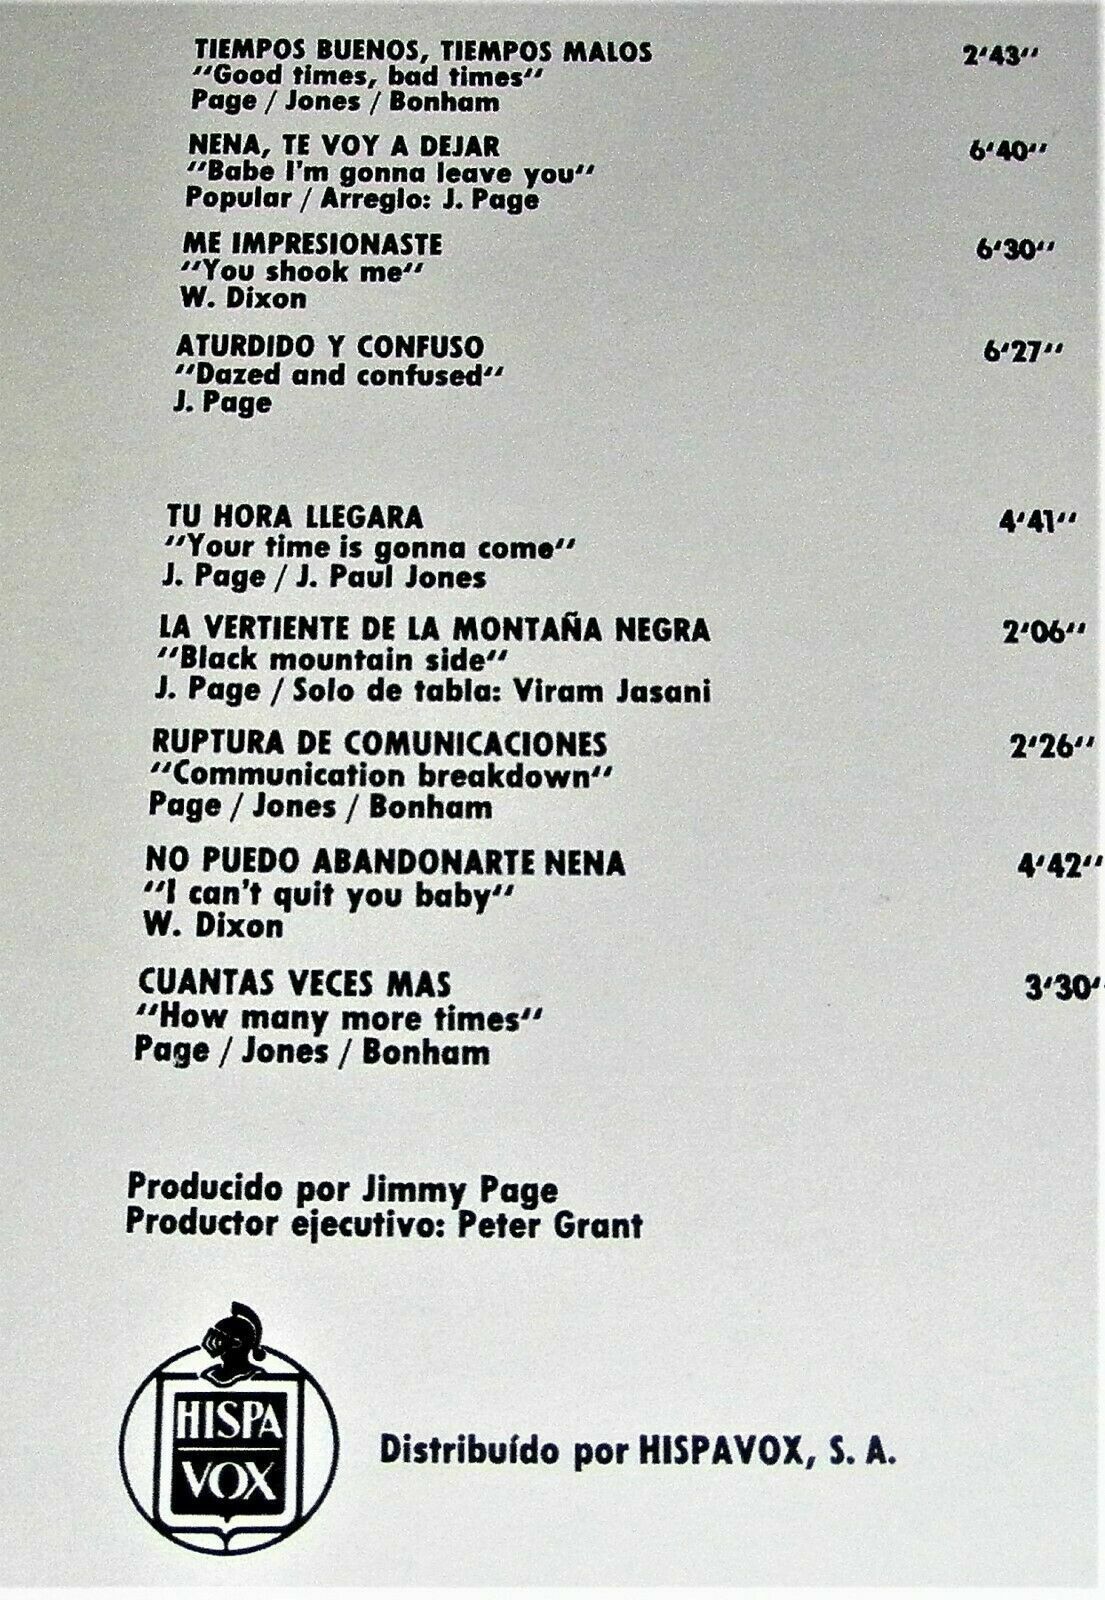 TIEMPOS BUENOS, TIEMPOS MALOS 2'43''
"Good times, bad times"
Page / Jones / Bonham
NENA, TE VOY A DEJAR 6'40''
"Babe I'm gonna leave you"
Popular / Arreglo: J. Page
ME IMPRESIONASTE 6'30''
"You shook me"
W. Dixon
ATURDIDO Y CONFUSO 6'27''
"Dazed and confused"
J. Page
TU HORA LLEGARA 4'41''
"Your time is gonna come"
J. Page / J. Paul Jones
LA VERTIENTE DE LA MONTAÑA NEGRA 2'06''
"Black mountain side"
J. Page / Solo de tabla: Viram Jasani
RUPTURA DE COMUNICACIONES 2'26''
"Communication breakdown"
Page / Jones / Bonham
NO PUEDO ABANDONARTE NENA 4'42''
"I can't quit you baby"
W. Dixon
CUANTAS VECES MAS 3'30''
"How many more times"
Page / Jones / Bonham
Producido por Jimmy Page
Productor ejecutivo: Peter Grant
HISPA
VOX
Distribuído por HISPAVOX, S. A.